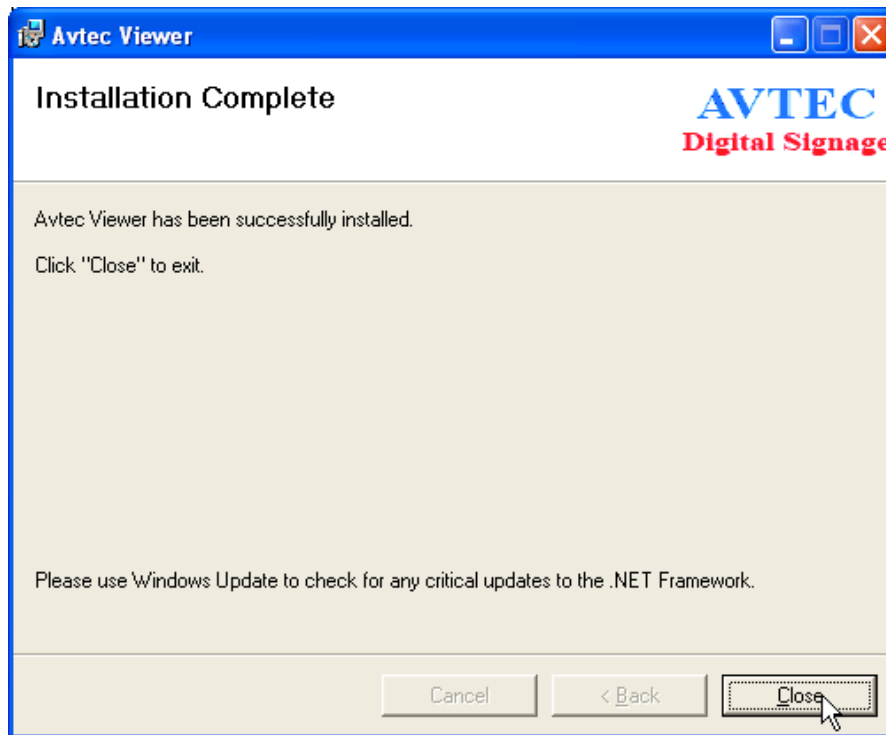 Avtec Viewer
Installation Complete
AVTEC
Digital Signage
Avtec Viewer has been successfully installed.
Click "Close" to exit.
Please use Windows Update to check for any critical updates to the .NET Framework.
Cancel
< Back
Close